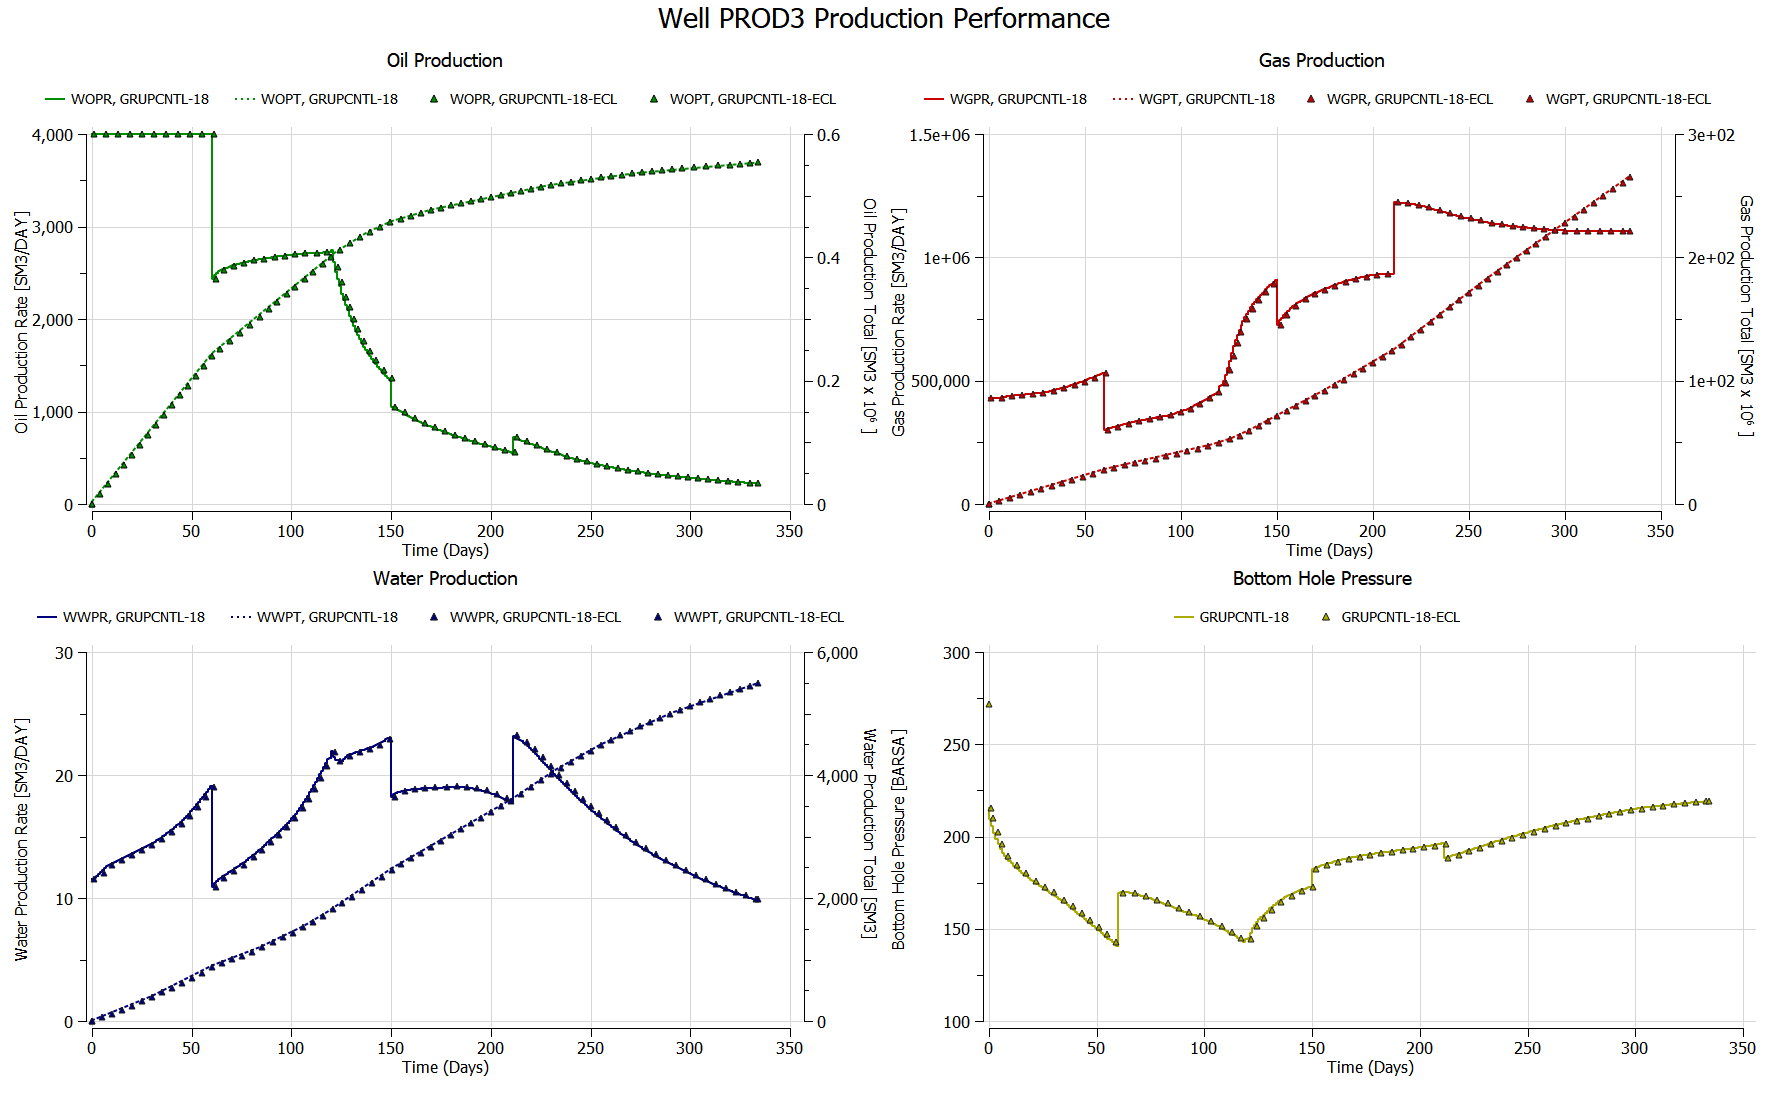 Well PROD3 Production Performance
Oil Production
WOPR, GRUPCNTL-18 WOPT, GRUPCNTL-18 WOPR, GRUPCNTL-18-ECL WOPT, GRUPCNTL-18-ECL
4,000
3,000
2,000
1,000
0
Oil Production Rate [SM3/DAY]
0.6
0.4
0.2
0
Oil Production Total [SM3 x 10⁶ ]
0 50 100 150 200 250 300 350
Time (Days)
Gas Production
WGPR, GRUPCNTL-18 WGPT, GRUPCNTL-18 WGPR, GRUPCNTL-18-ECL WGPT, GRUPCNTL-18-ECL
1.5e+06
1e+06
500,000
0
Gas Production Rate [SM3/DAY]
3e+02
2e+02
1e+02
0
Gas Production Total [SM3 x 10⁶ ]
0 50 100 150 200 250 300 350
Time (Days)
Water Production
WWPR, GRUPCNTL-18 WWPT, GRUPCNTL-18 WWPR, GRUPCNTL-18-ECL WWPT, GRUPCNTL-18-ECL
30
20
10
0
Water Production Rate [SM3/DAY]
6,000
4,000
2,000
0
Water Production Total [SM3]
0 50 100 150 200 250 300 350
Time (Days)
Bottom Hole Pressure
GRUPCNTL-18 GRUPCNTL-18-ECL
300
250
200
150
100
Bottom Hole Pressure [BARSA]
0 50 100 150 200 250 300 350
Time (Days)